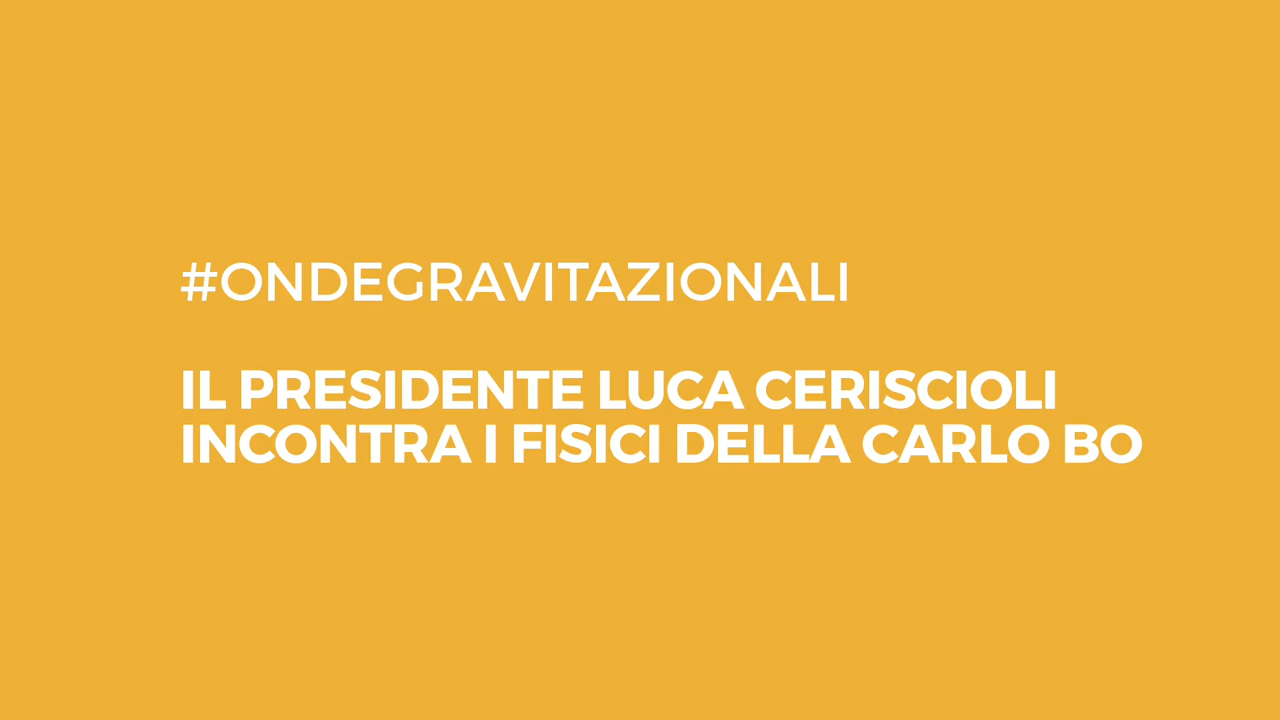 #ONDEGRAVITAZIONALI
IL PRESIDENTE LUCA CERISCIOLI
INCONTRA I FISICI DELLA CARLO BO